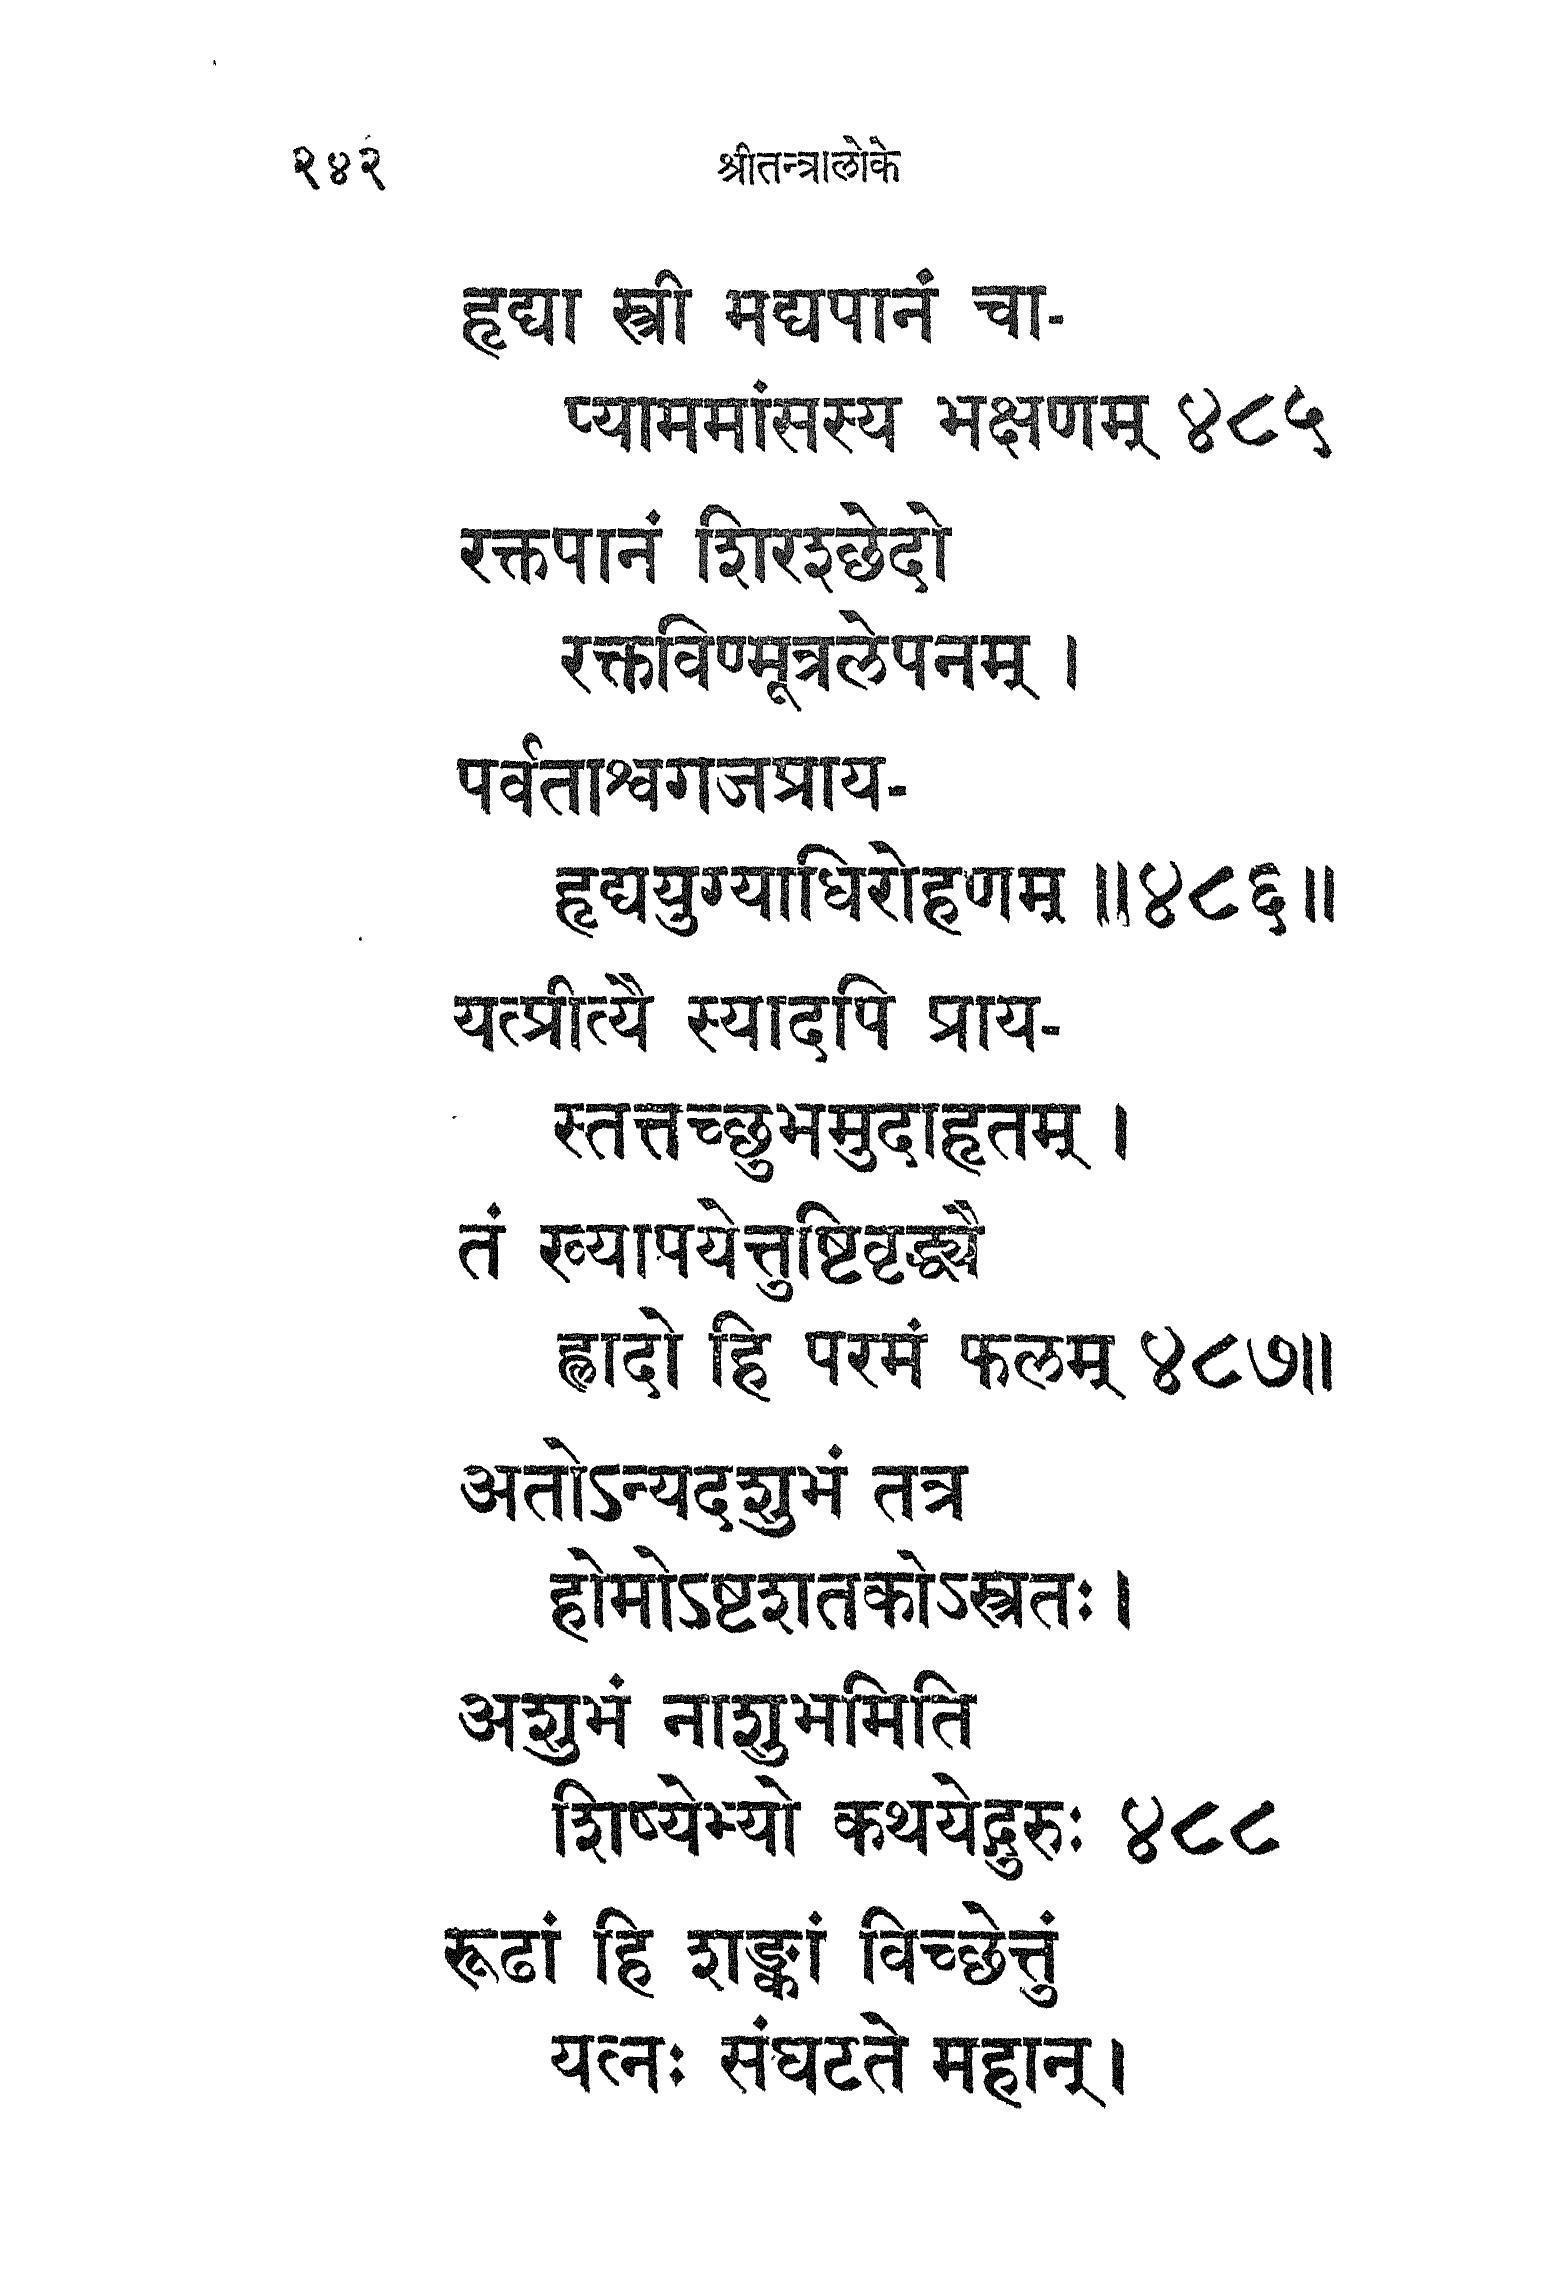 २४२ श्रीतन्त्रालोके
हृद्या स्त्री मद्यपानं चा-
प्याममांसस्य भक्षणम् ४८५
रक्तपानं शिरश्छेदो
रक्तविण्मूत्रलेपनम् ।
पर्वताश्वगजप्राय-
हृद्ययुग्याधिरोहणम् ॥४८६॥
यत्प्रीत्यै स्यादपि प्राय-
स्तत्तच्छुभमुदाहृतम् ।
तं ख्यापयेत्तुष्टिवृद्ध्यै
ह्लादो हि परमं फलम् ४८७॥
अतोऽन्यदशुभं तत्र
होमोऽष्टशतकोऽस्त्रतः ।
अशुभं नाशुभमिति
शिष्येभ्यो कथयेद्गुरुः ४८८
रूढां हि शङ्कां विच्छेत्तुं
यत्नः संघटते महान् ।